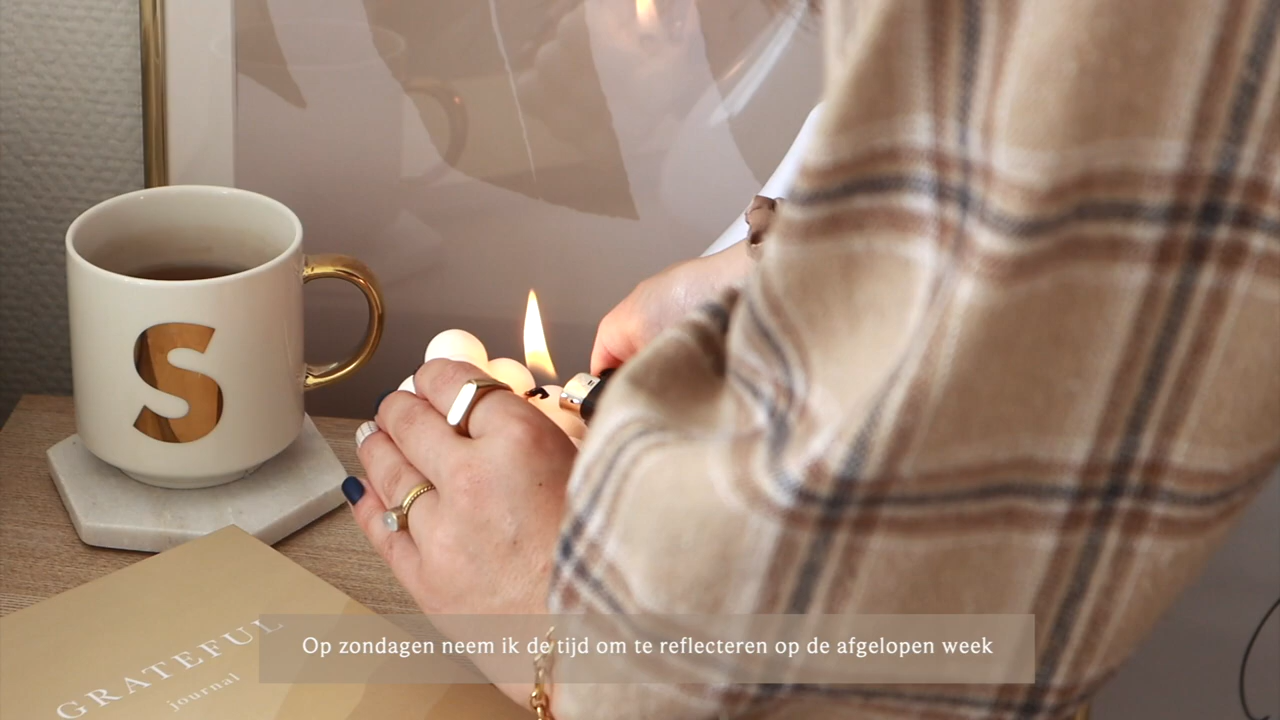 S
GRATEFUL
journal
Op zondagen neem ik de tijd om te reflecteren op de afgelopen week